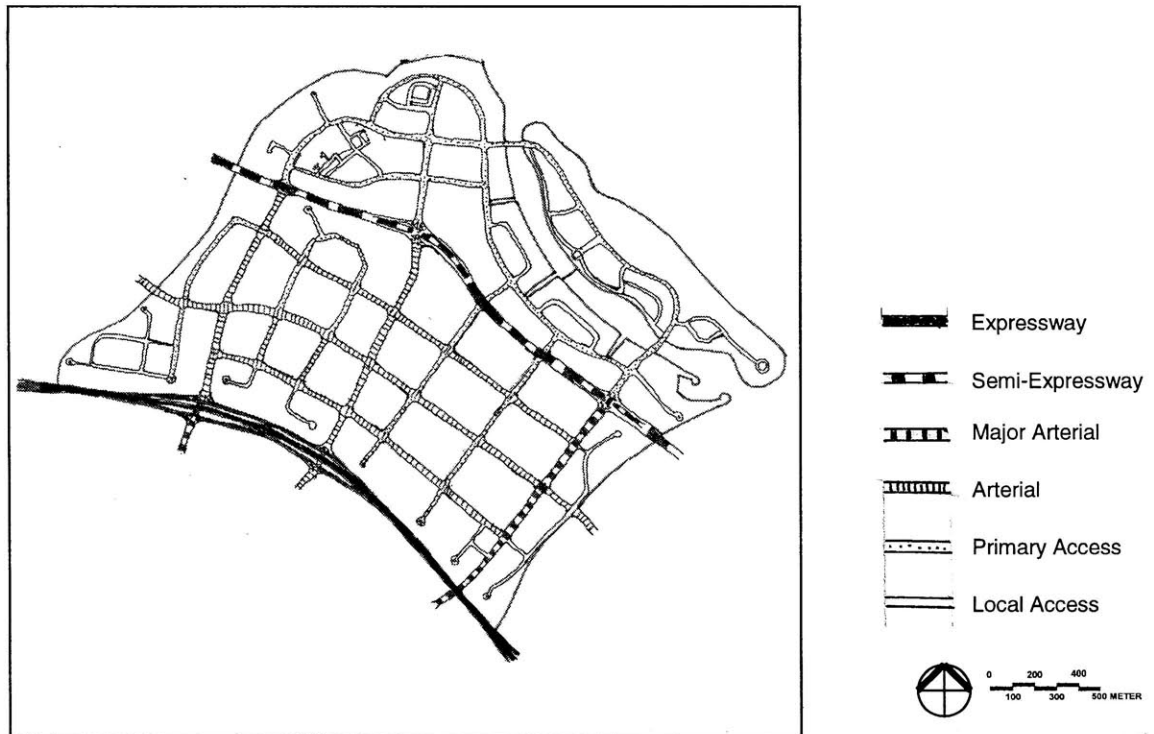 Expressway
Semi-Expressway
Major Arterial
Arterial
Primary Access
Local Access
0 200 400
100 300 500 METER